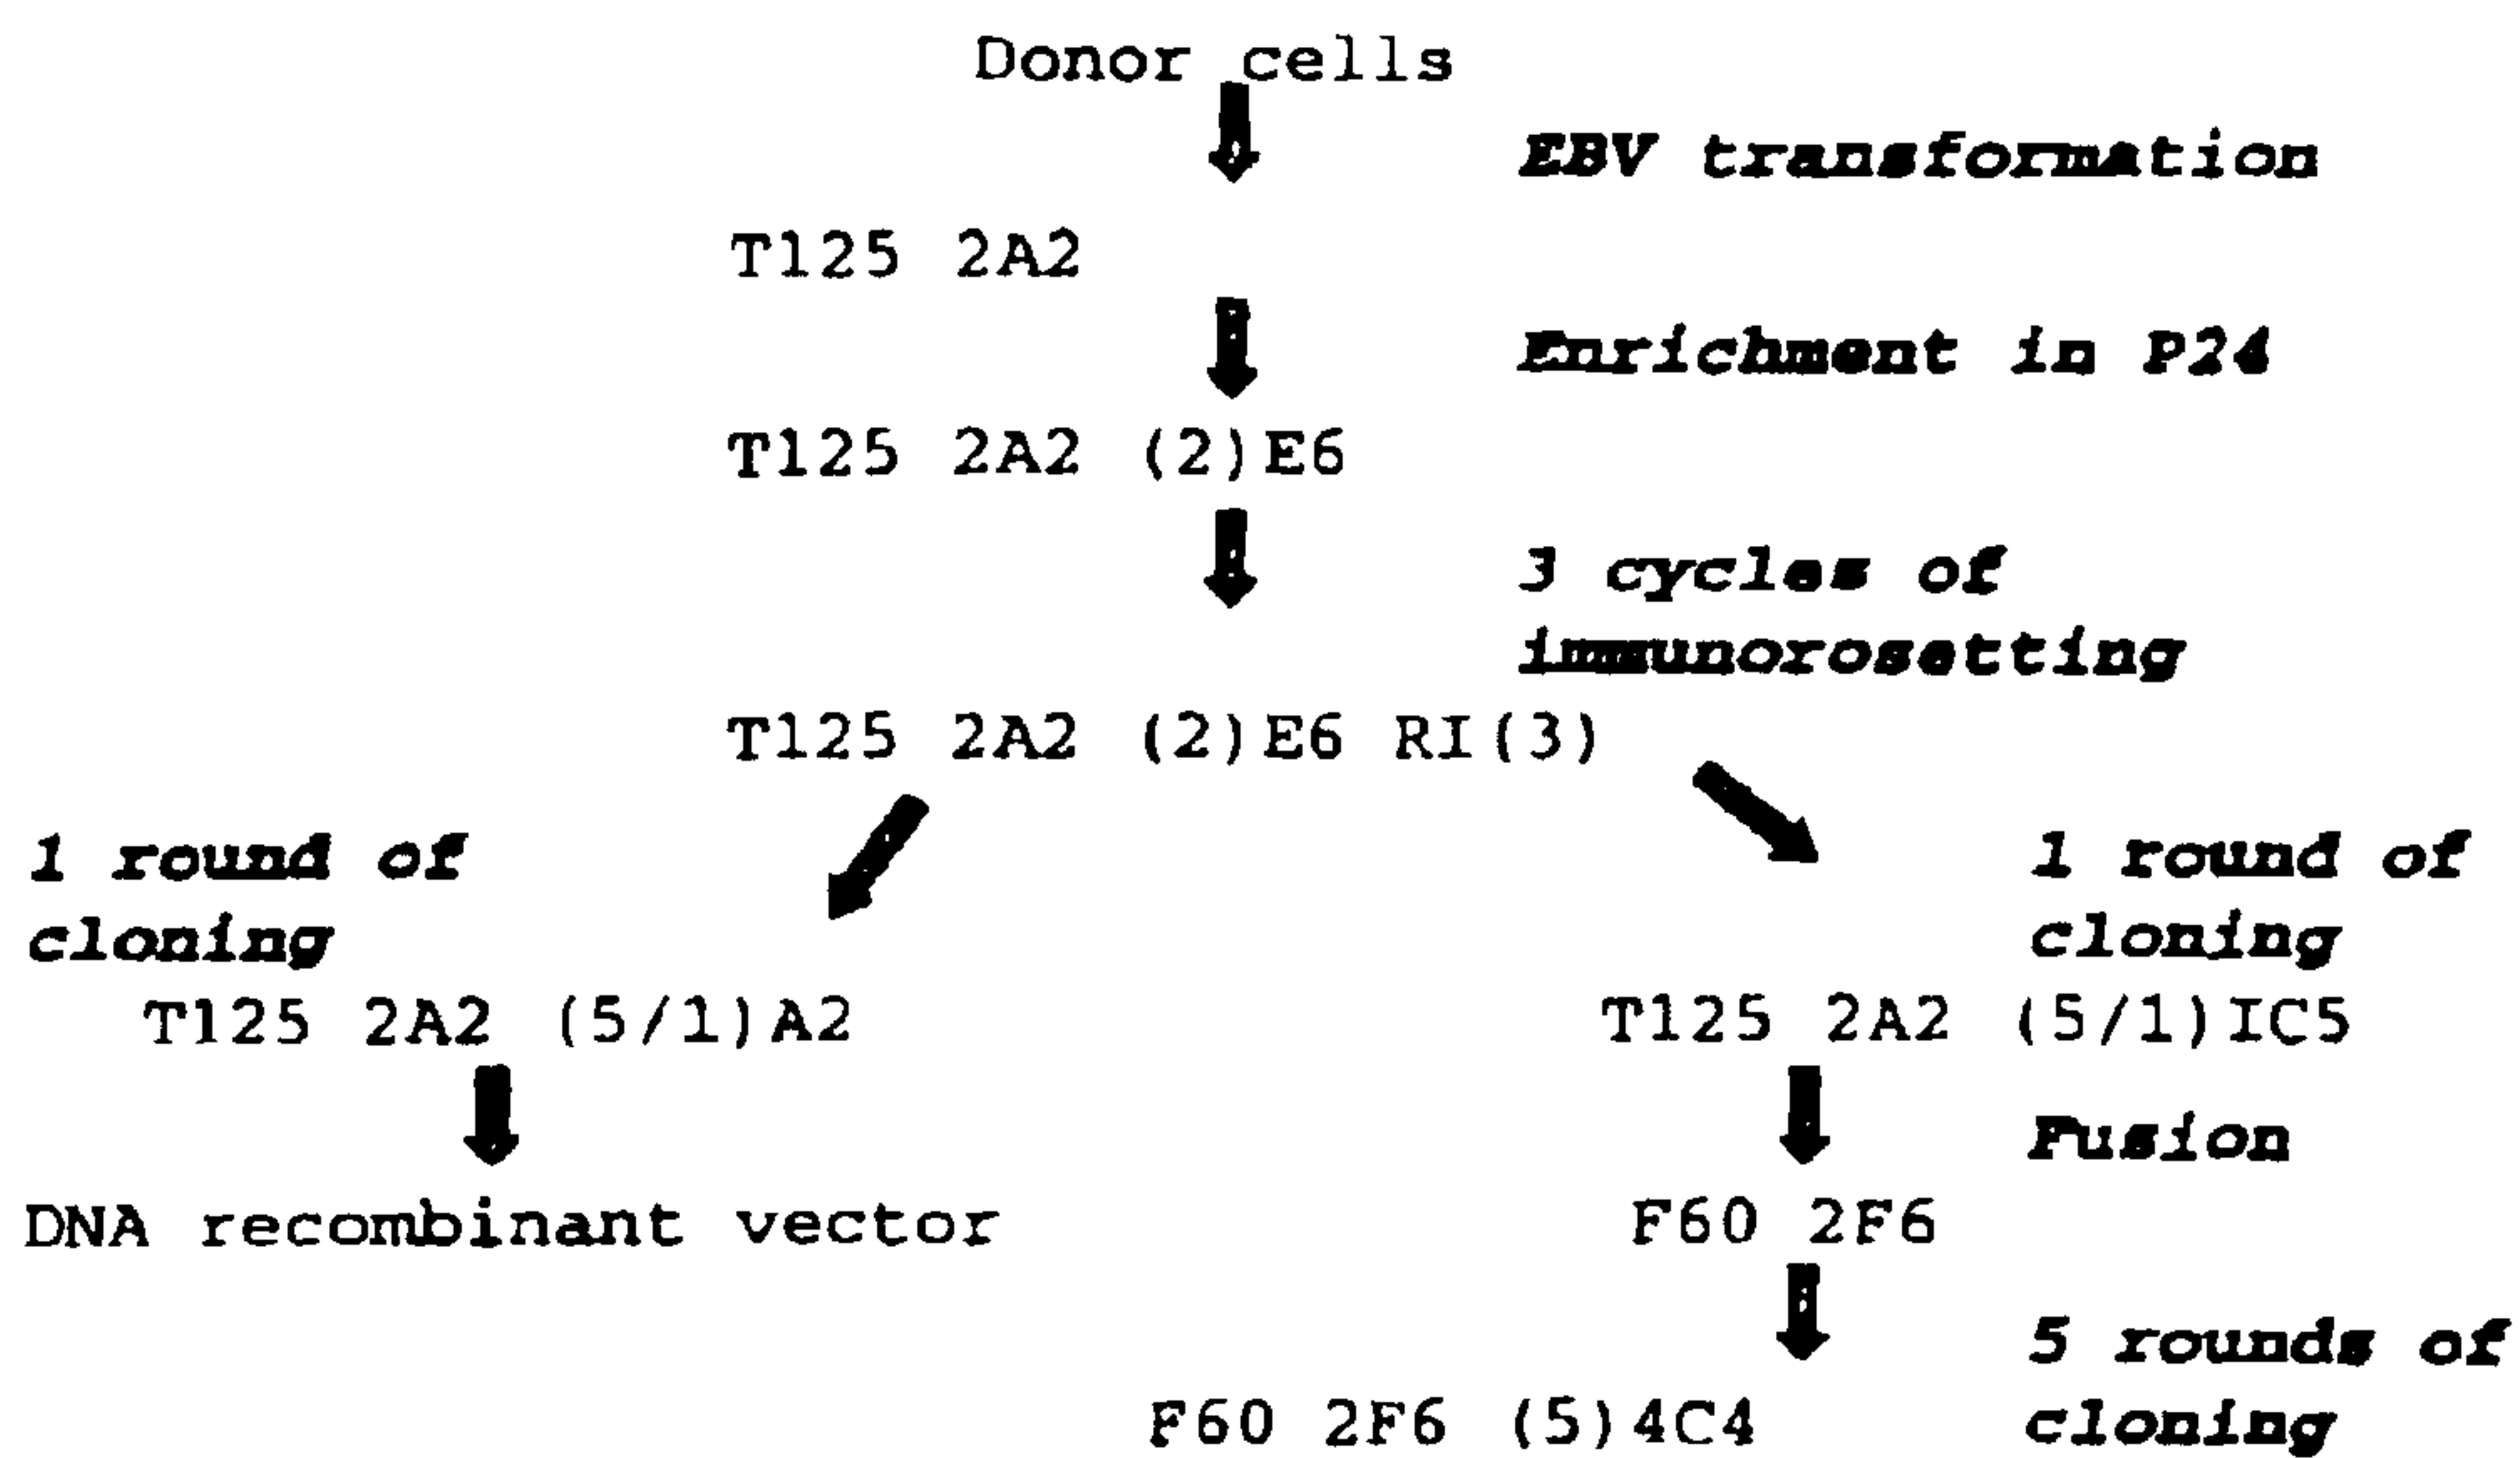 Donor cells
EBV transformation
T125 2A2
Enrichment in P24
T125 2A2 (2)E6
3 cycles of
immunorosetting
T125 2A2 (2)E6 RI(3)
1 round of
cloning
1 round of
cloning
T125 2A2 (5/1)A2
T125 2A2 (5/1)IC5
Fusion
DNA recombinant vector
F60 2F6
5 rounds of
cloning
F60 2F6 (5)4C4